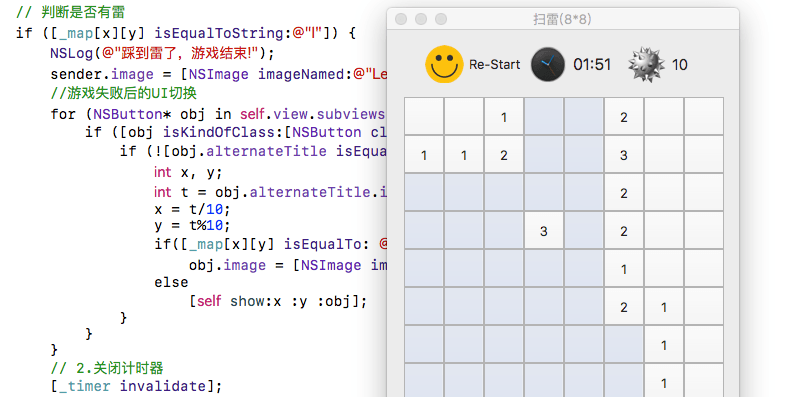 // 判断是否有雷
if ([_map[x][y] isEqualToString:@"l"]) {
NSLog(@"踩到雷了，游戏结束!");
sender.image = [NSImage imageNamed:@"Le
//游戏失败后的UI切换
for (NSButton* obj in self.view.subviews
if ([obj isKindOfClass:[NSButton cl
if (![obj.alternateTitle isEqua
int x, y;
int t = obj.alternateTitle.i
x = t/10;
y = t%10;
if([_map[x][y] isEqualTo: @
obj.image = [NSImage im
else
[self show:x :y :obj];
}
}
}
// 2.关闭计时器
[_timer invalidate];
扫雷(8*8)
Re-Start 01:51 10
1 2
1 1 2 3
2
3 2
1
2 1
1
1